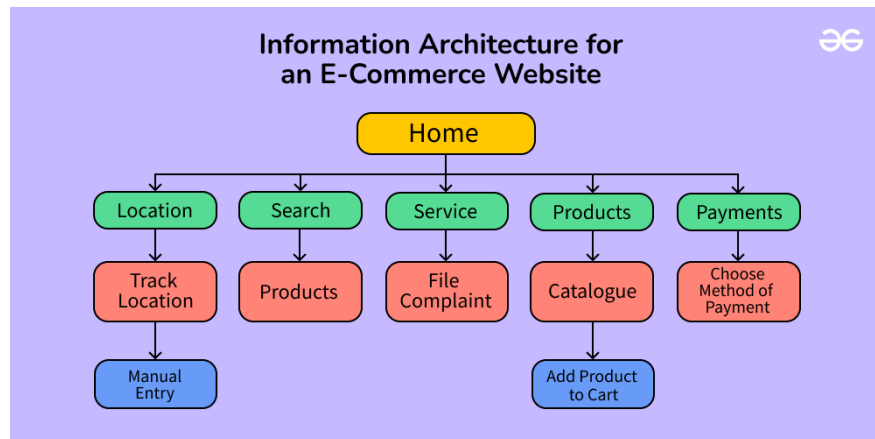 Information Architecture for
an E-Commerce Website
Home
Location
Search
Service
Products
Payments
Track
Location
Products
File
Complaint
Catalogue
Choose
Method of
Payment
Manual
Entry
Add Product
to Cart